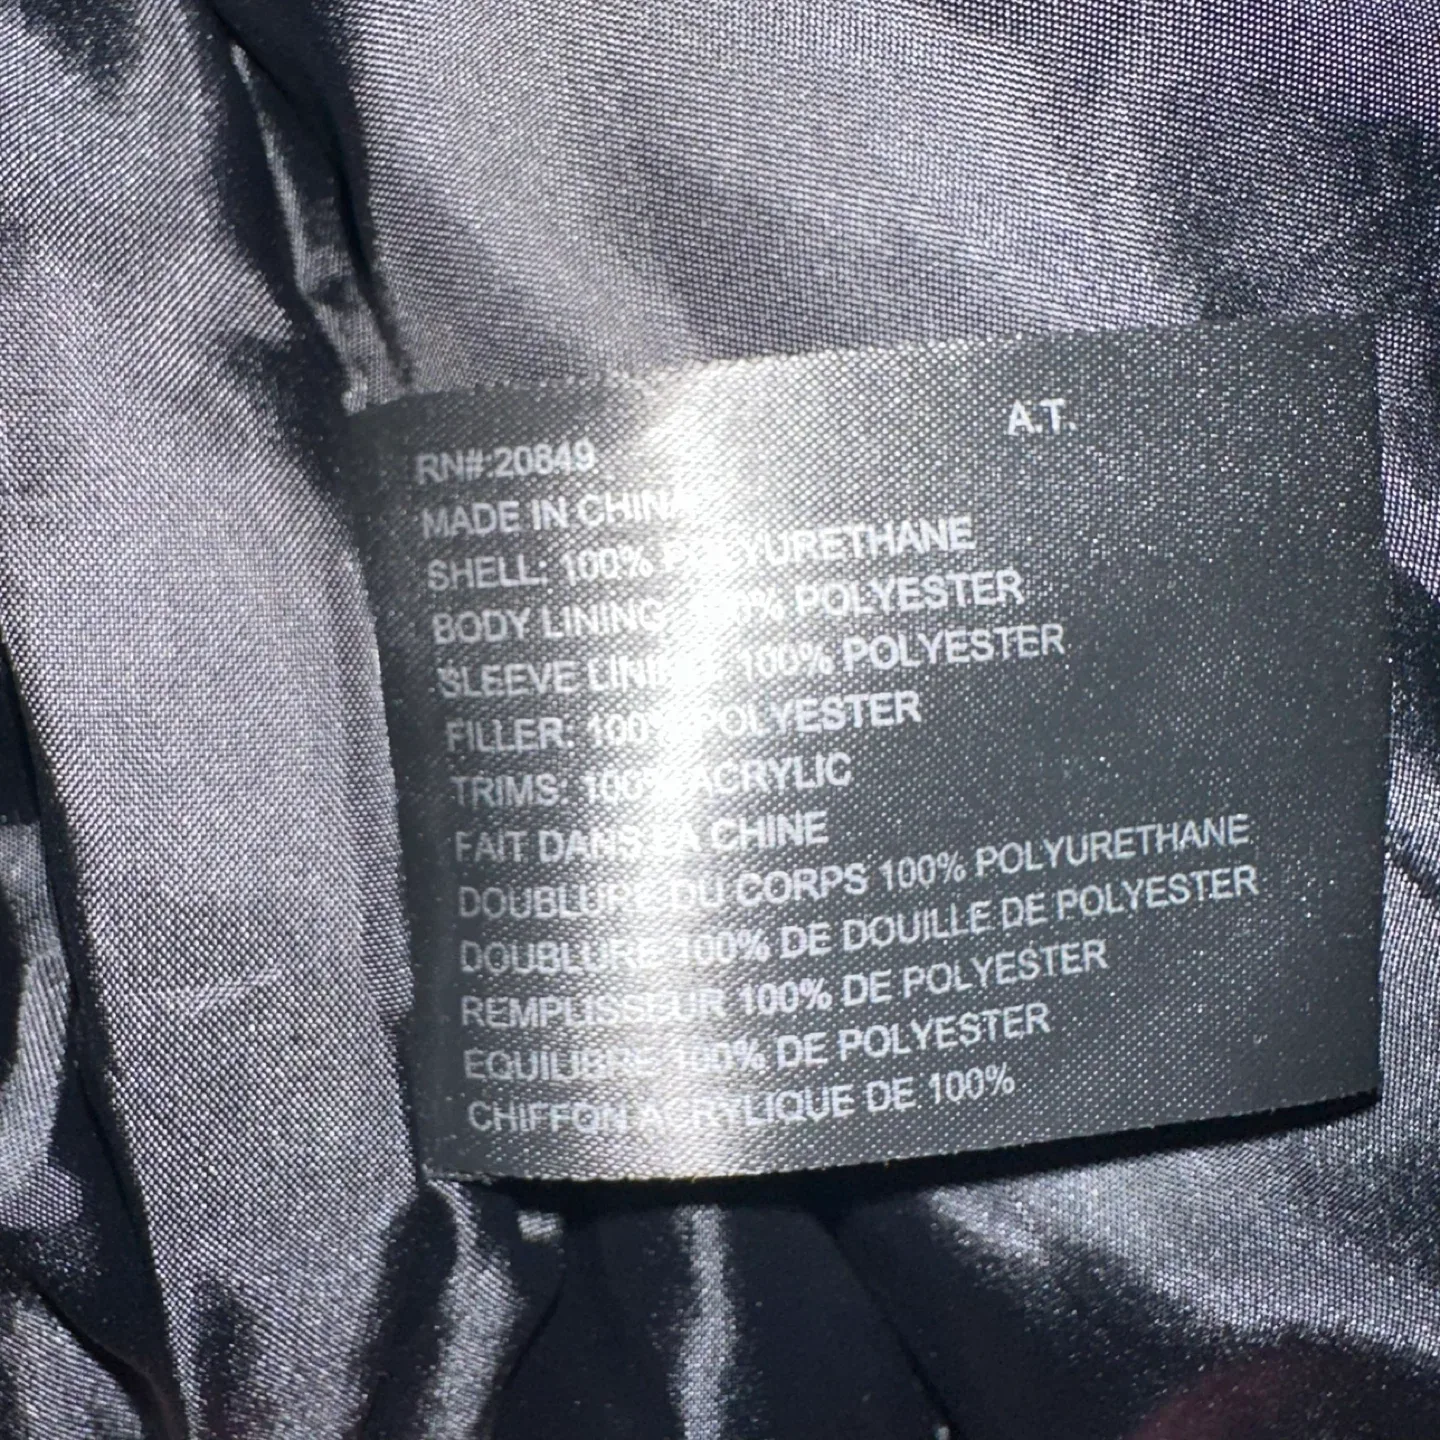 A.T.
RN#:20849
MADE IN CHINA
SHELL: 100% POLYURETHANE
BODY LINING: 100% POLYESTER
SLEEVE LINING: 100% POLYESTER
FILLER: 100% POLYESTER
TRIMS: 100% ACRYLIC
FAIT DANS LA CHINE
DOUBLURE DU CORPS 100% POLYURETHANE
DOUBLURE 100% DE DOUILLE DE POLYESTER
REMPLISSEUR 100% DE POLYESTER
EQUILIBRE 100% DE POLYESTER
CHIFFON ACRYLIQUE DE 100%